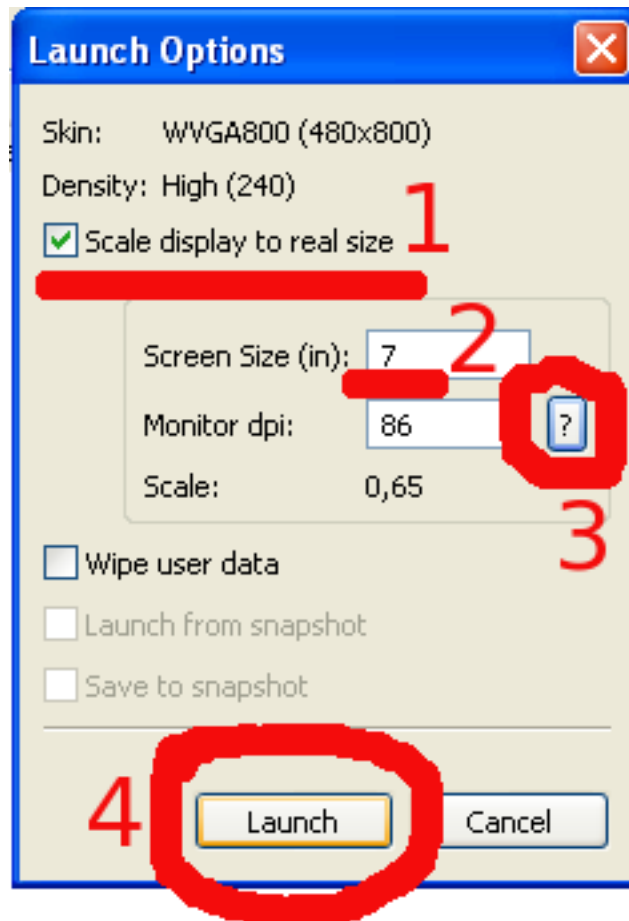 Launch Options
Skin: WVGA800 (480x800)
Density: High (240)
Scale display to real size 1
Screen Size (in): 7 2
Monitor dpi: 86 ?
Scale: 0,65 3
Wipe user data
Launch from snapshot
Save to snapshot
4 Launch Cancel